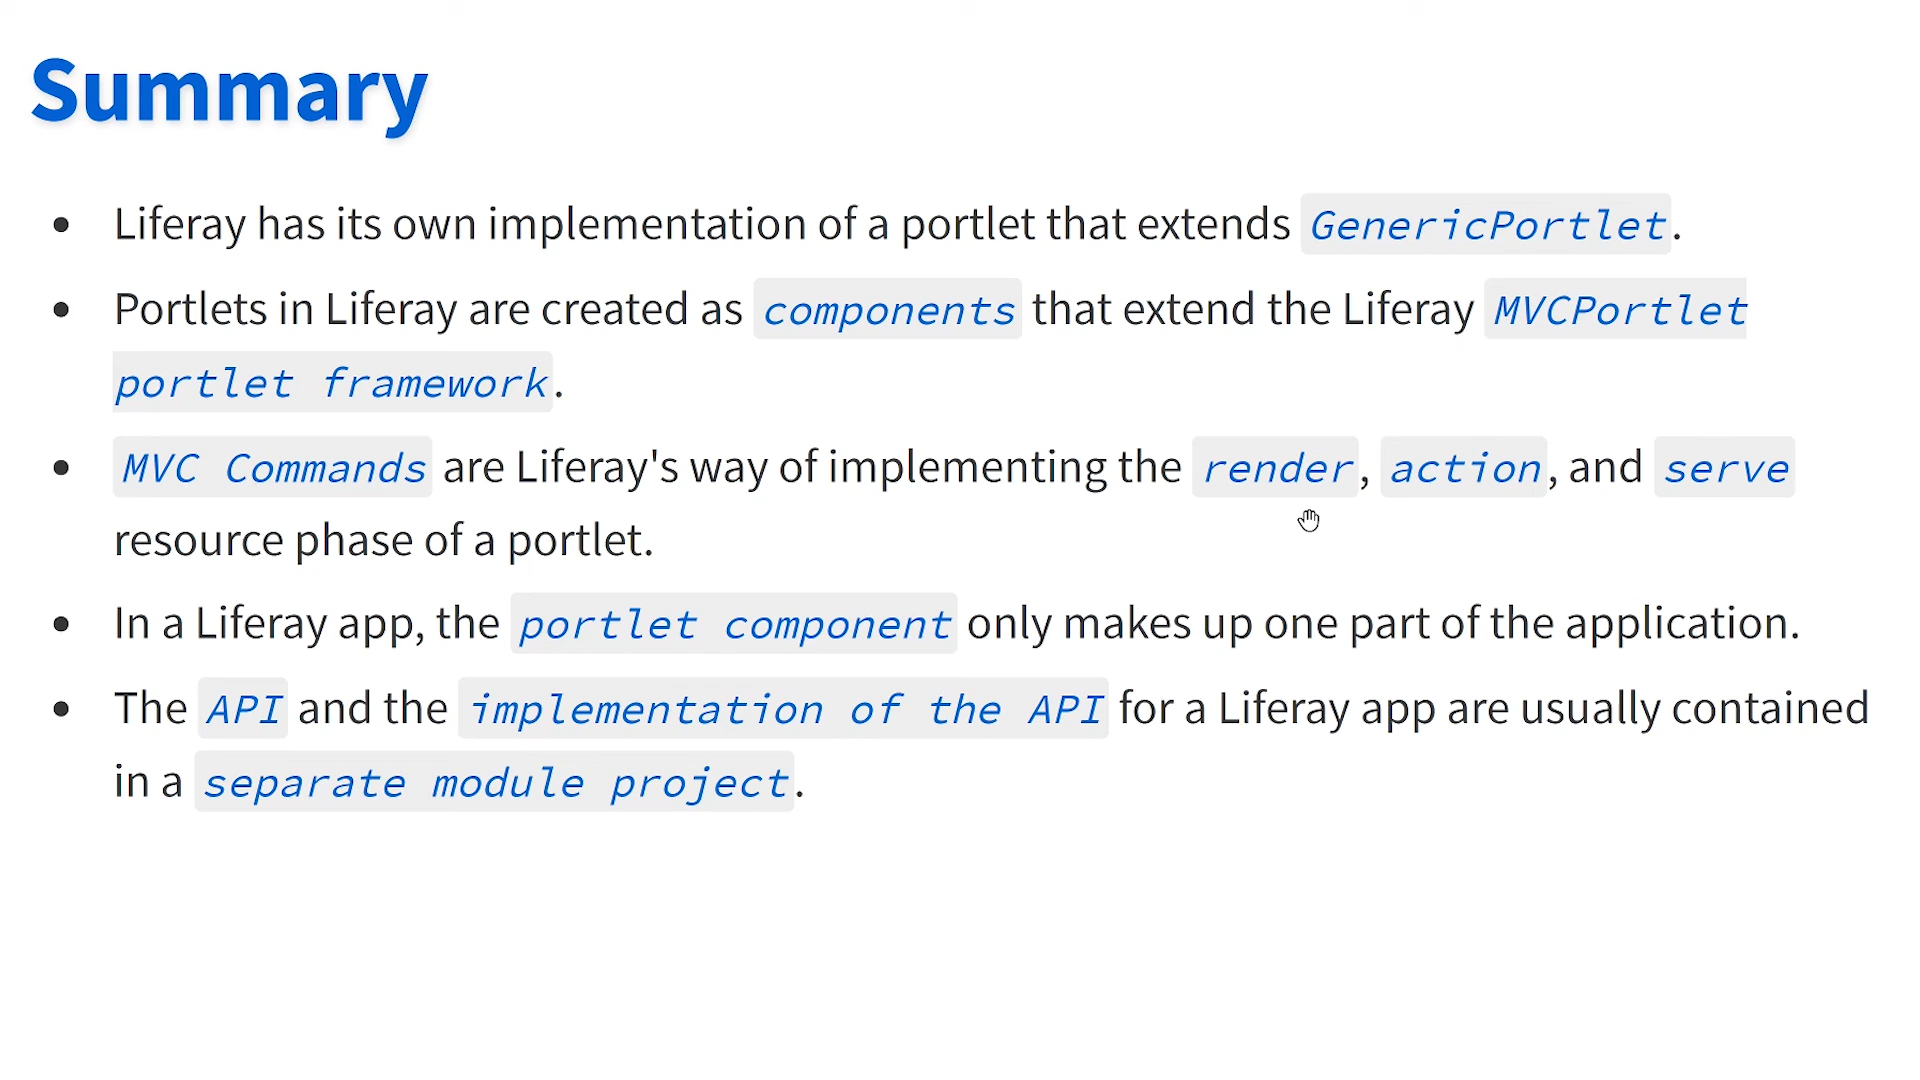 Summary
• Liferay has its own implementation of a portlet that extends GenericPortlet.
• Portlets in Liferay are created as components that extend the Liferay MVCPortlet
portlet framework.
• MVC Commands are Liferay's way of implementing the render, action, and serve
resource phase of a portlet.
• In a Liferay app, the portlet component only makes up one part of the application.
• The API and the implementation of the API for a Liferay app are usually contained
in a separate module project.